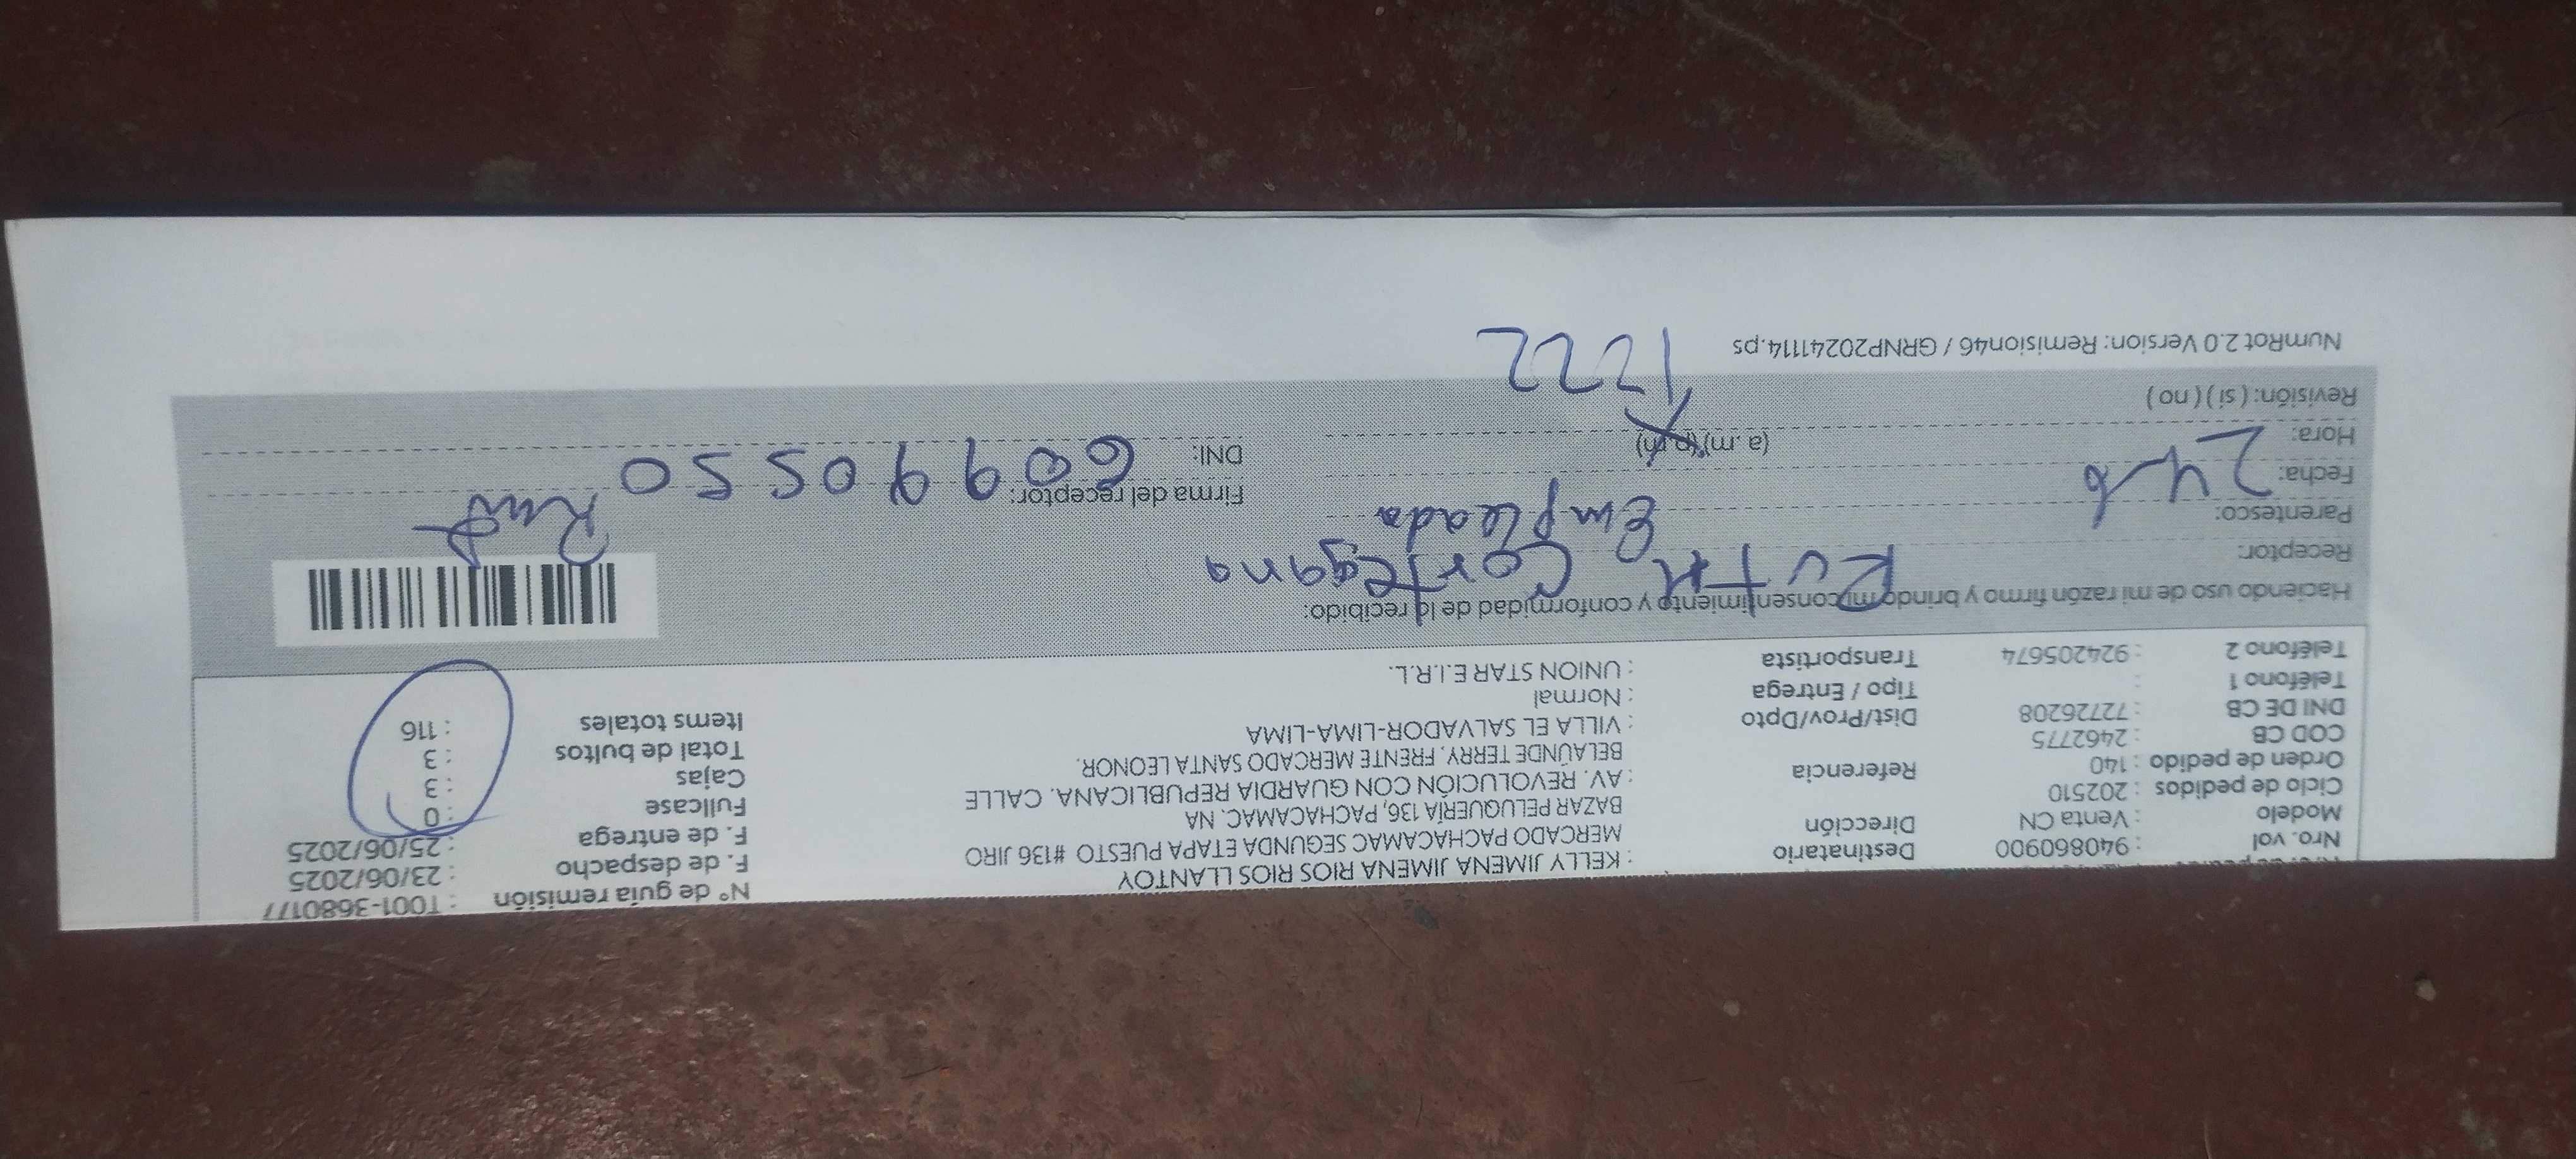 Nro. vol : 940860900
Modelo : Venta CN
Ciclo de pedidos : 202510
Orden de pedido : 140
COD CB : 2462775
DNI DE CB : 72726208
Teléfono 1 :
Teléfono 2 : 924205674
Destinatario : KELLY JIMENA JIMENA RIOS RIOS LLANTOY
Dirección MERCADO PACHACAMAC SEGUNDA ETAPA PUESTO #136 JIRO
BAZAR PELUQUERÍA 136, PACHACAMAC. NA
Referencia : AV. REVOLUCIÓN CON GUARDIA REPUBLICANA. CALLE
BELAÚNDE TERRY. FRENTE MERCADO SANTA LEONOR.
Dist/Prov/Dpto : VILLA EL SALVADOR-LIMA-LIMA
Tipo / Entrega : Normal
Transportista : UNION STAR E.I.R.L.
N° de guía remisión : T001-3680177
F. de despacho : 23/06/2025
F. de entrega : 25/06/2025
Fullcase : 0
Cajas : 3
Total de bultos : 3
Items totales : 116
Haciendo uso de mi razón firmo y brindo mi consentimiento y conformidad de lo recibido:
Receptor: Ruth Cortegana
Parentesco: Empleada
Fecha: 24-6
Hora: (a.m) (p.m)
1222
Revisión: ( si ) ( no )
Firma del receptor: Rut
DNI: 60990550
NumRot 2.0 Version: Remision46 / GRNP20241114.ps